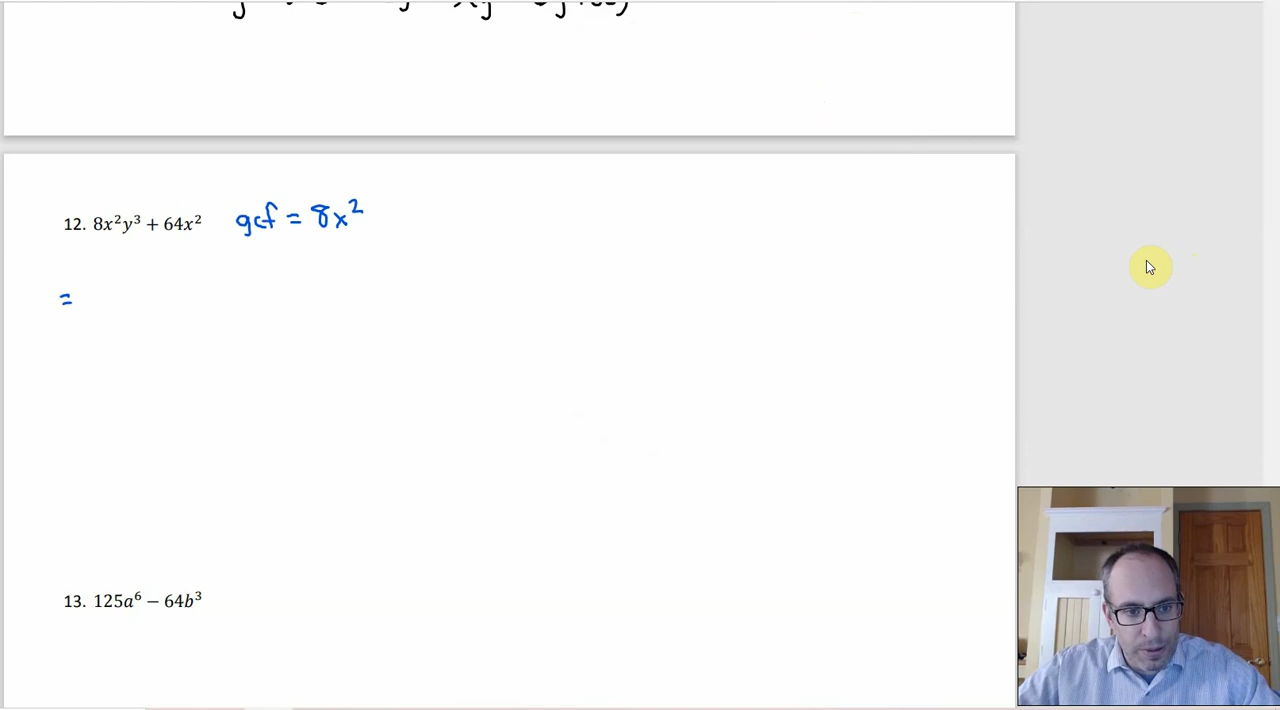 12. 8x²y³ + 64x² gcf = 8x²
=
13. 125a⁶ − 64b³